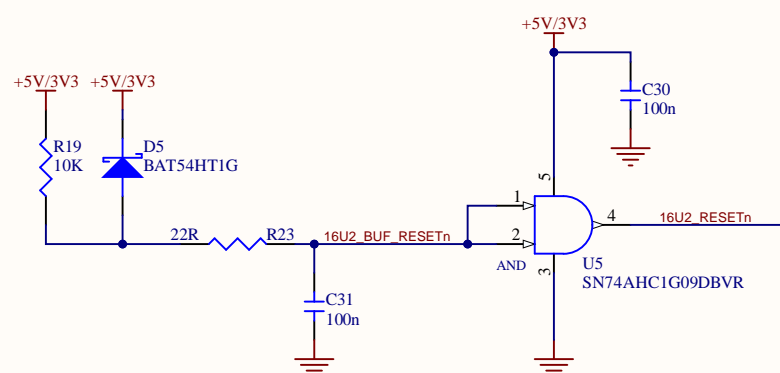 +5V/3V3
+5V/3V3
+5V/3V3
C30
100n
R19
10K
D5
BAT54HT1G
5
1
2
4
3
22R
R23
16U2_BUF_RESETn
16U2_RESETn
AND
U5
SN74AHC1G09DBVR
C31
100n